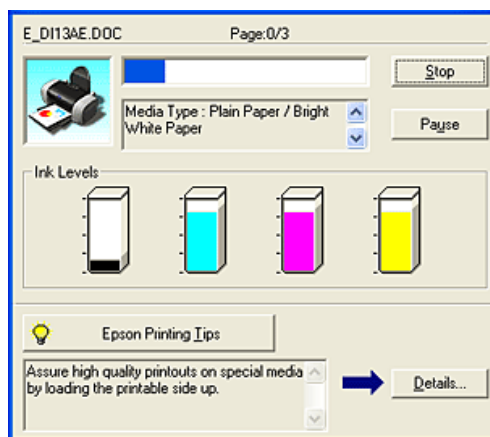 E_DI13AE.DOC Page:0/3
Stop
Media Type : Plain Paper / Bright
White Paper
Pause
Ink Levels
Epson Printing Tips
Assure high quality printouts on special media
by loading the printable side up.
Details...